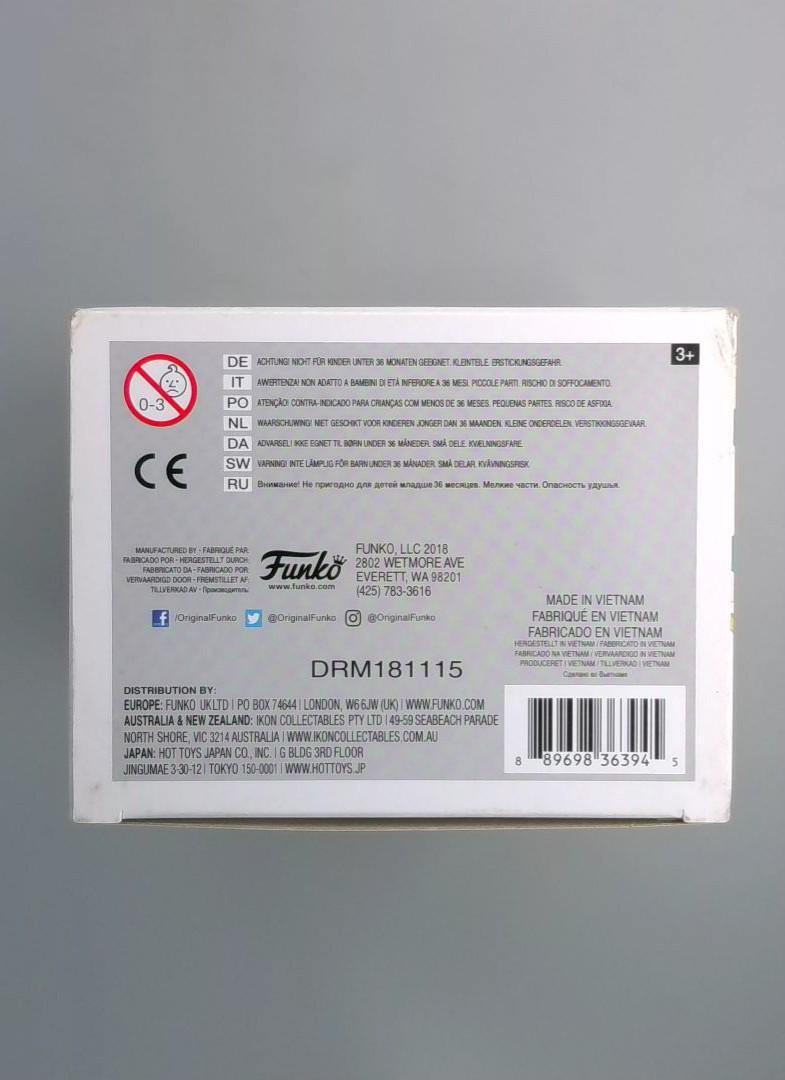 3+
0-3
DE ACHTUNG! NICHT FÜR KINDER UNTER 36 MONATEN GEEIGNET. KLEINTEILE. ERSTICKUNGSGEFAHR.
IT AVVERTENZA! NON ADATTO A BAMBINI DI ETÀ INFERIORE A 36 MESI. PICCOLE PARTI. RISCHIO DI SOFFOCAMENTO.
PO ATENÇÃO! CONTRA-INDICADO PARA CRIANÇAS COM MENOS DE 36 MESES. PEQUENAS PARTES. RISCO DE ASFIXIA.
NL WAARSCHUWING! NIET GESCHIKT VOOR KINDEREN JONGER DAN 36 MAANDEN. KLEINE ONDERDELEN. VERSTIKKINGSGEVAAR.
DA ADVARSEL! IKKE EGNET TIL BØRN UNDER 36 MÅNEDER. SMÅ DELE. KVÆLNINGSFARE.
SW VARNING! INTE LÄMPLIG FÖR BARN UNDER 36 MÅNADER. SMÅ DELAR. KVÄVNINGSRISK.
RU Внимание! Не пригодно для детей младше 36 месяцев. Мелкие части. Опасность удушья.
CE
MANUFACTURED BY • FABRIQUÉ PAR:
FABRICADO POR • HERGESTELLT DURCH:
FABBRICATO DA • FABRICADO POR:
VERVAARDIGD DOOR • FREMSTILLET AF:
TILLVERKAD AV • Производитель:
Funko
www.funko.com
FUNKO, LLC 2018
2802 WETMORE AVE
EVERETT, WA 98201
(425) 783-3616
/OriginalFunko @OriginalFunko @OriginalFunko
MADE IN VIETNAM
FABRIQUÉ EN VIETNAM
FABRICADO EN VIETNAM
HERGESTELLT IN VIETNAM / FABBRICATO IN VIETNAM
FABRICADO NA VIETNAM / VERVAARDIGD IN VIETNAM
PRODUCERET I VIETNAM / TILLVERKAD I VIETNAM
Сделано во Вьетнаме
DRM181115
DISTRIBUTION BY:
EUROPE: FUNKO UK LTD | PO BOX 74644 | LONDON, W6 6JW (UK) | WWW.FUNKO.COM
AUSTRALIA & NEW ZEALAND: IKON COLLECTABLES PTY LTD | 49-59 SEABEACH PARADE
NORTH SHORE, VIC 3214 AUSTRALIA | WWW.IKONCOLLECTABLES.COM.AU
JAPAN: HOT TOYS JAPAN CO., INC. | G BLDG 3RD FLOOR
JINGUMAE 3-30-12 | TOKYO 150-0001 | WWW.HOTTOYS.JP
8 89698 36394 5